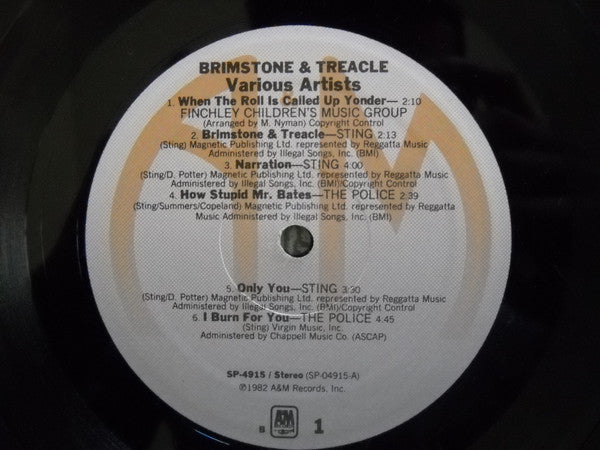 BRIMSTONE & TREACLE
Various Artists
1. When The Roll Is Called Up Yonder—2:10
FINCHLEY CHILDREN'S MUSIC GROUP
(Arranged by M. Nyman) Copyright Control
2. Brimstone & Treacle—STING 2:13
(Sting) Magnetic Publishing Ltd. represented by Reggatta Music
Administered by Illegal Songs, Inc. (BMI)
3. Narration—STING 4:00
(Sting/D. Potter) Magnetic Publishing Ltd. represented by Reggatta Music
Administered by Illegal Songs, Inc. (BMI)/Copyright Control
4. How Stupid Mr. Bates—THE POLICE 2:39
(Sting/Summers/Copeland) Magnetic Publishing Ltd. represented by Reggatta
Music Administered by Illegal Songs, Inc. (BMI)
5. Only You—STING 3:30
(Sting/D. Potter) Magnetic Publishing Ltd. represented by Reggatta Music
Administered by Illegal Songs, Inc. (BMI)/Copyright Control
6. I Burn For You—THE POLICE 4:45
(Sting) Virgin Music, Inc.
Administered by Chappell Music Co. (ASCAP)
SP-4915 / Stereo (SP-04915-A)
℗1982 A&M Records, Inc.
B A&M 1